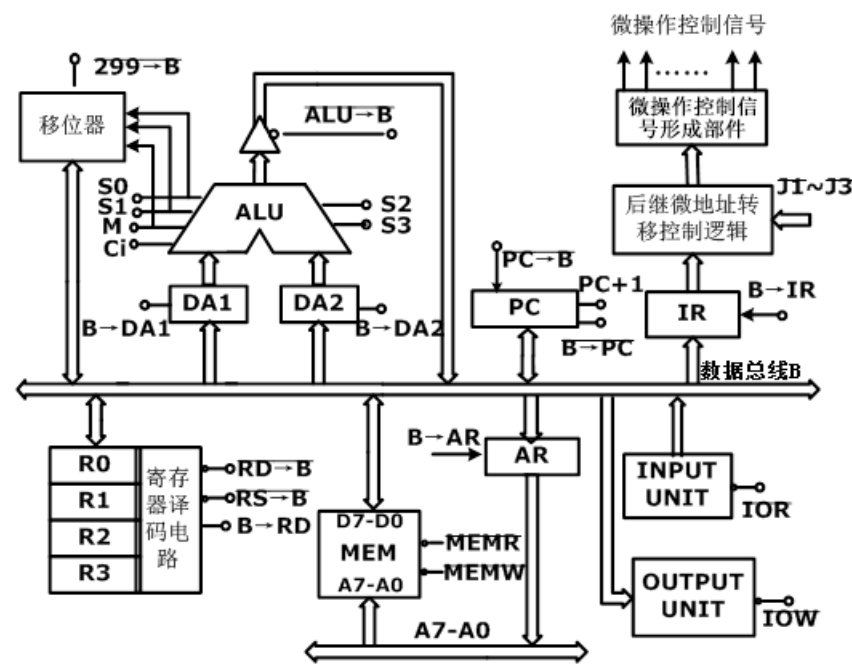 微操作控制信号
......
299→B
移位器
ALU→B
微操作控制信
号形成部件
S0
S1
M
Ci
ALU
S2
S3
后继微地址转
移控制逻辑
J1~J3
PC→B
PC+1
B→IR
DA1
DA2
PC
IR
B→DA1
B→DA2
B→PC
数据总线B
B→AR
AR
R0
R1
R2
R3
寄存
器译
码电
路
RD→B
RS→B
B→RD
INPUT
UNIT
IOR
D7-D0
MEM
A7-A0
MEMR
MEMW
OUTPUT
UNIT
IOW
A7-A0